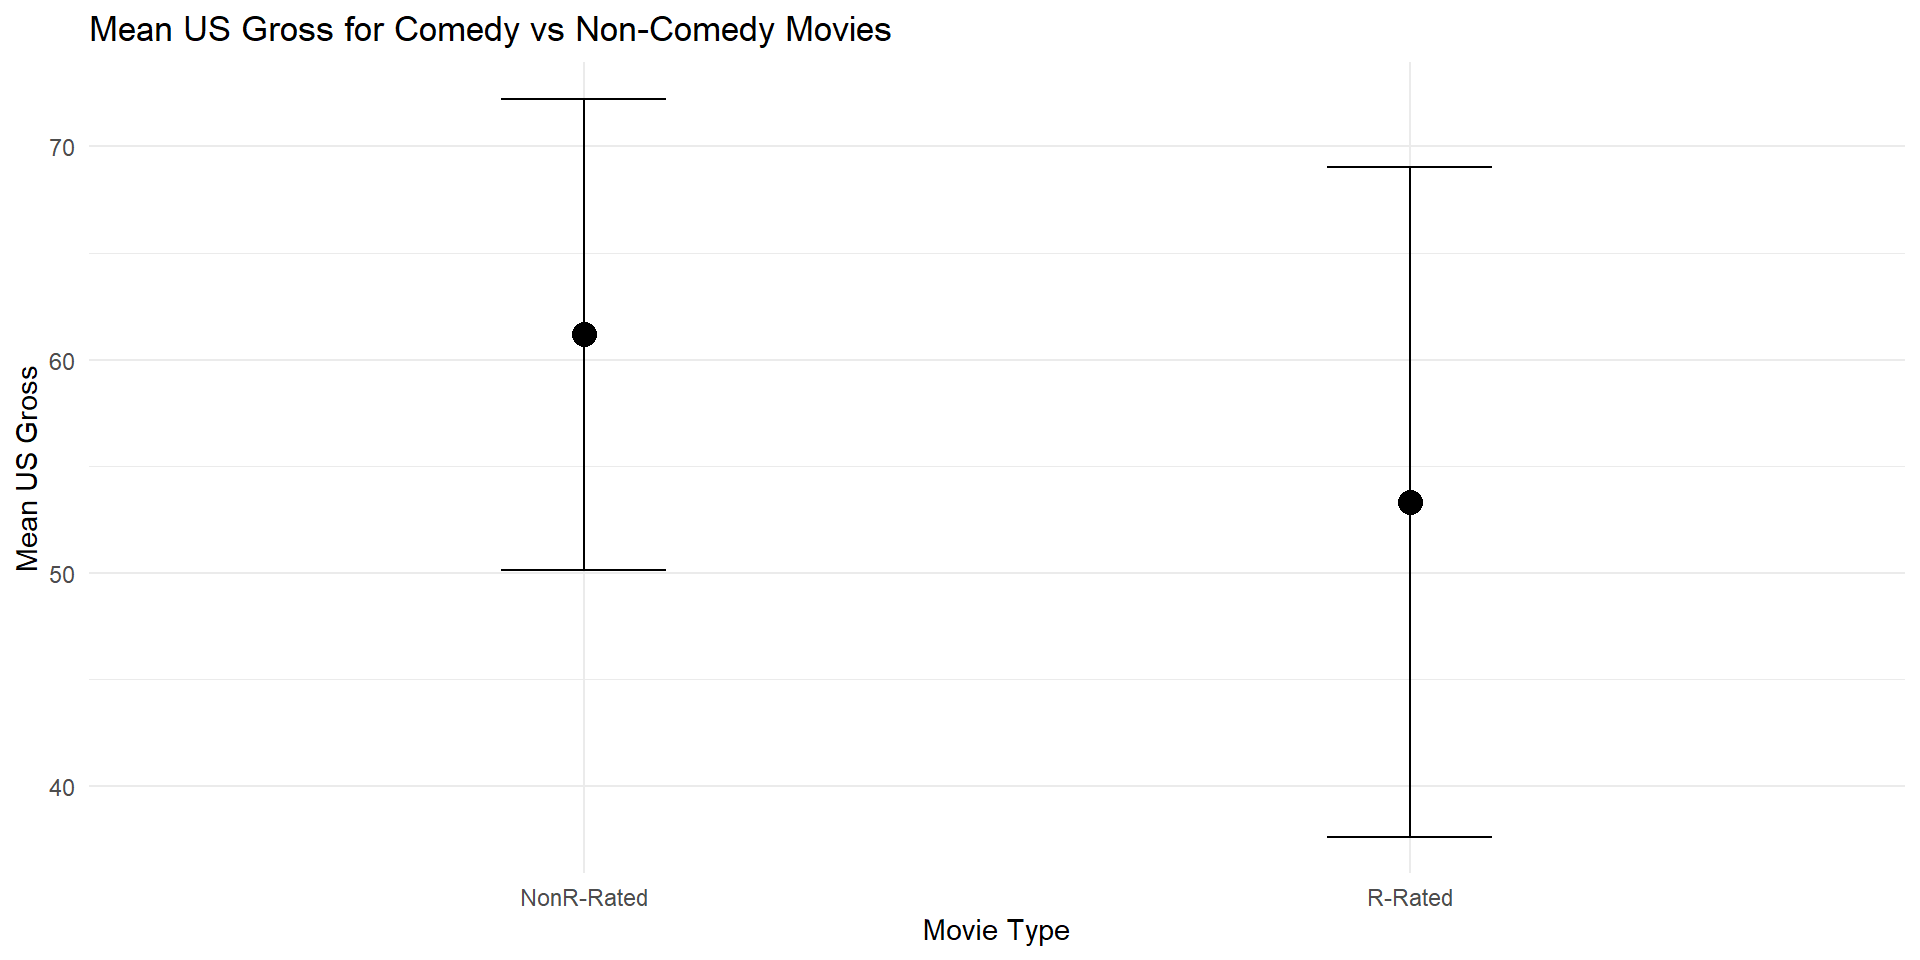 Mean US Gross for Comedy vs Non-Comedy Movies
Mean US Gross
70
60
50
40
NonR-Rated
R-Rated
Movie Type